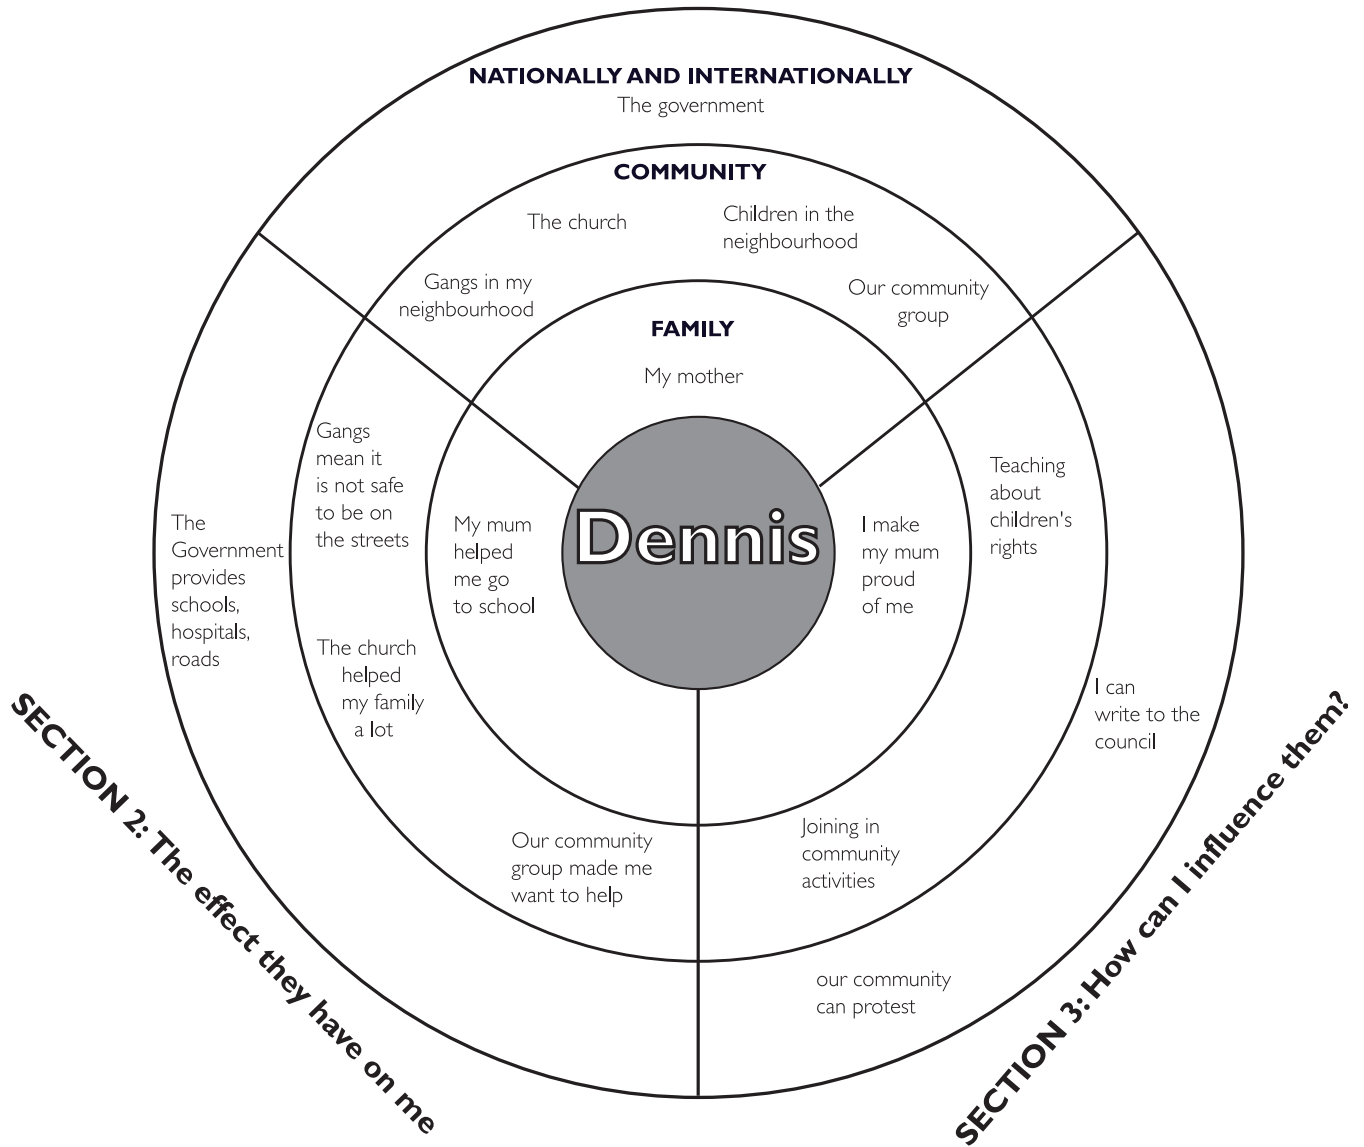 NATIONALLY AND INTERNATIONALLY
The government
COMMUNITY
The church
Children in the
neighbourhood
Gangs in my
neighbourhood
Our community
group
FAMILY
My mother
Dennis
Gangs
mean it
is not safe
to be on
the streets
The
Government
provides
schools,
hospitals,
roads
My mum
helped
me go
to school
The church
helped
my family
a lot
Our community
group made me
want to help
SECTION 2: The effect they have on me
I make
my mum
proud
of me
Teaching
about
children's
rights
I can
write to the
council
Joining in
community
activities
our community
can protest
SECTION 3: How can I influence them?